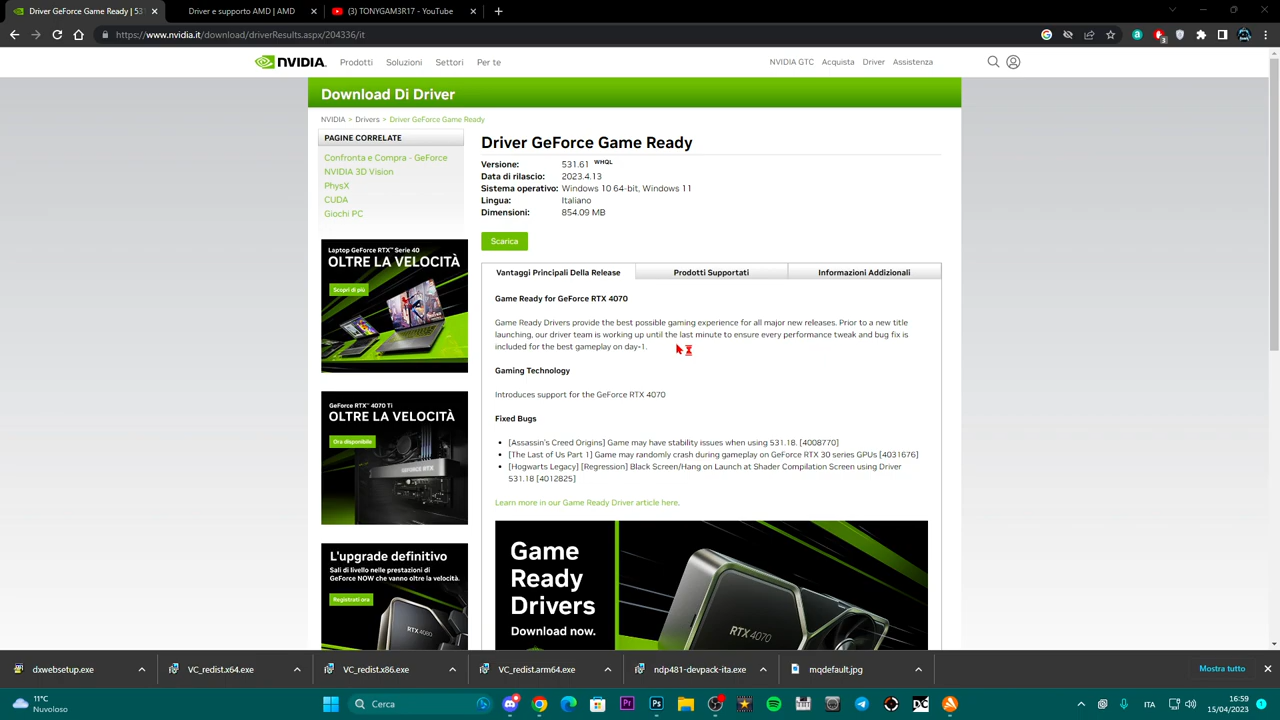 Driver GeForce Game Ready | 531
Driver e supporto AMD | AMD
(3) TONYGAM3R17 - YouTube
https://www.nvidia.it/download/driverResults.aspx/204336/it
NVIDIA.
Prodotti
Soluzioni
Settori
Per te
NVIDIA GTC
Acquista
Driver
Assistenza
Download Di Driver
NVIDIA > Drivers > Driver GeForce Game Ready
PAGINE CORRELATE
Confronta e Compra - GeForce
NVIDIA 3D Vision
PhysX
CUDA
Giochi PC
Laptop GeForce RTX™ Serie 40
OLTRE LA VELOCITÀ
Scopri di più
GeForce RTX™ 4070 Ti
OLTRE LA VELOCITÀ
Ora disponibile
GEFORCE RTX
L'upgrade definitivo
Sali di livello nelle prestazioni di
GeForce NOW che vanno oltre la velocità.
Registrati ora
RTX 4080
Driver GeForce Game Ready
Versione: 531.61 WHQL
Data di rilascio: 2023.4.13
Sistema operativo: Windows 10 64-bit, Windows 11
Lingua: Italiano
Dimensioni: 854.09 MB
Scarica
Vantaggi Principali Della Release
Prodotti Supportati
Informazioni Addizionali
Game Ready for GeForce RTX 4070
Game Ready Drivers provide the best possible gaming experience for all major new releases. Prior to a new title
launching, our driver team is working up until the last minute to ensure every performance tweak and bug fix is
included for the best gameplay on day-1.
Gaming Technology
Introduces support for the GeForce RTX 4070
Fixed Bugs
• [Assassin's Creed Origins] Game may have stability issues when using 531.18. [4008770]
• [The Last of Us Part 1] Game may randomly crash during gameplay on GeForce RTX 30 series GPUs [4031676]
• [Hogwarts Legacy] [Regression] Black Screen/Hang on Launch at Shader Compilation Screen using Driver
531.18 [4012825]
Learn more in our Game Ready Driver article here.
Game
Ready
Drivers
Download now.
RTX 4070
dxwebsetup.exe
VC_redist.x64.exe
VC_redist.x86.exe
VC_redist.arm64.exe
ndp481-devpack-ita.exe
mqdefault.jpg
Mostra tutto
11°C
Nuvoloso
Cerca
ITA
16:59
15/04/2023